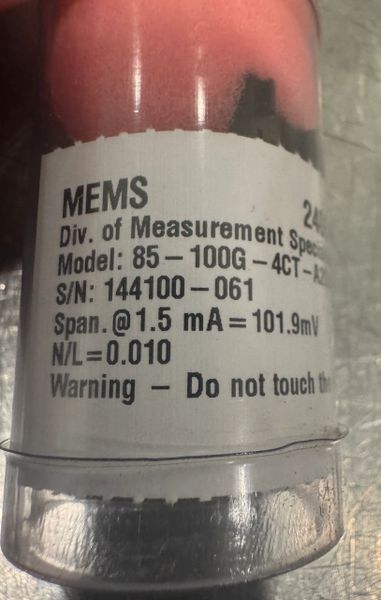 MEMS
Div. of Measurement
Model: 85-100G-4CT-
S/N: 144100-061
Span.@1.5 mA=101.9mV
N/L=0.010
Warning - Do not touch